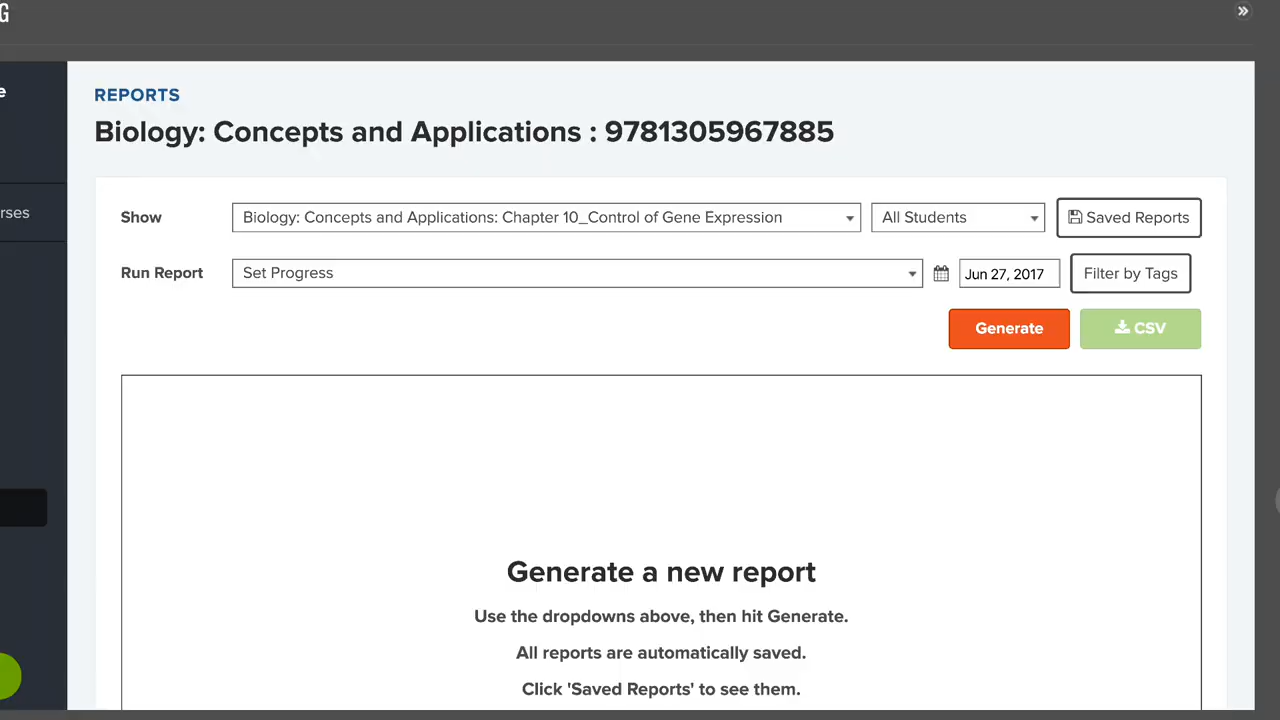 G
»
e
REPORTS
Biology: Concepts and Applications : 9781305967885
Show Biology: Concepts and Applications: Chapter 10_Control of Gene Expression All Students Saved Reports
rses
Run Report Set Progress Jun 27, 2017 Filter by Tags
Generate CSV
Generate a new report
Use the dropdowns above, then hit Generate.
All reports are automatically saved.
Click 'Saved Reports' to see them.